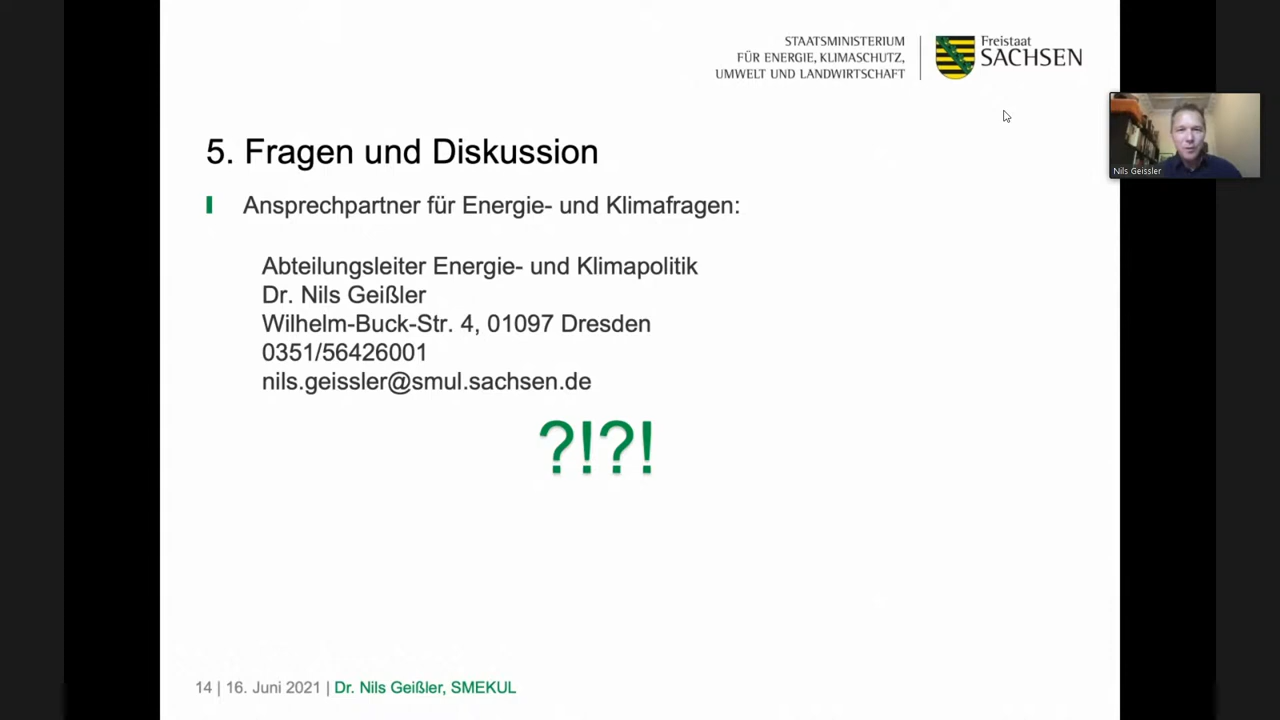 STAATSMINISTERIUM
FÜR ENERGIE, KLIMASCHUTZ,
UMWELT UND LANDWIRTSCHAFT
Freistaat
SACHSEN
Nils Geissler
5. Fragen und Diskussion
Ansprechpartner für Energie- und Klimafragen:
Abteilungsleiter Energie- und Klimapolitik
Dr. Nils Geißler
Wilhelm-Buck-Str. 4, 01097 Dresden
0351/56426001
nils.geissler@smul.sachsen.de
?!?!
14 | 16. Juni 2021 | Dr. Nils Geißler, SMEKUL